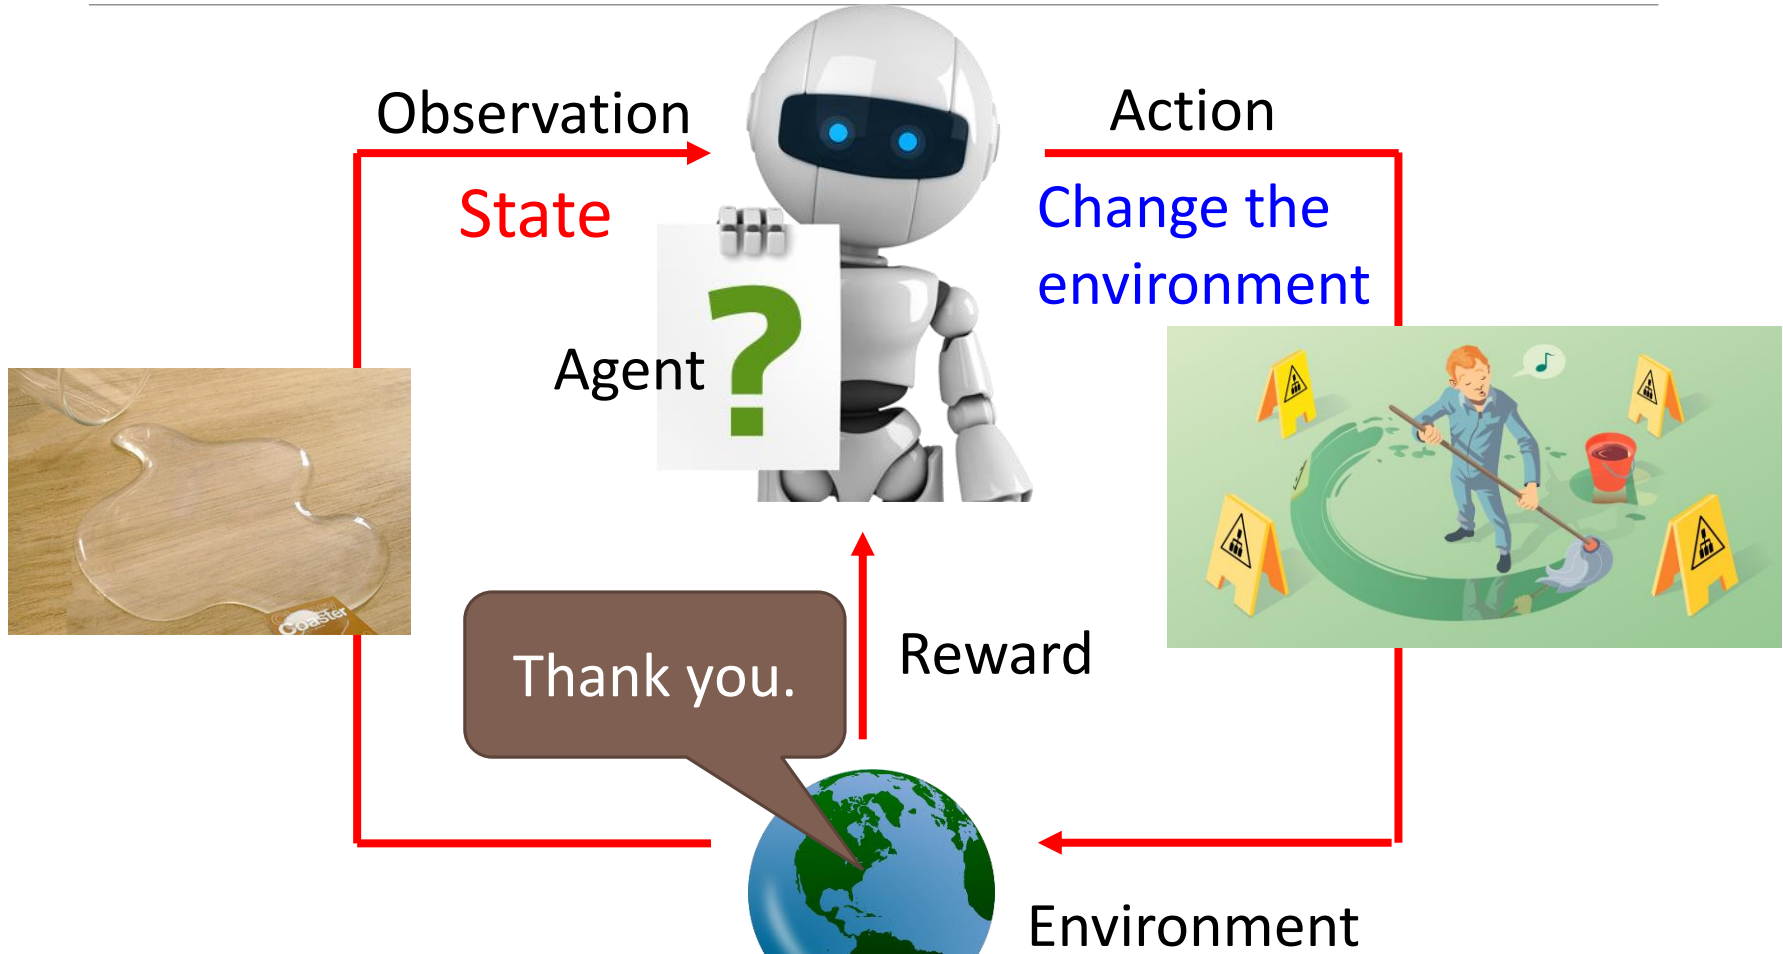 Observation
Action
State
Change the
environment
?
Agent
Coaster
Thank you.
Reward
Environment